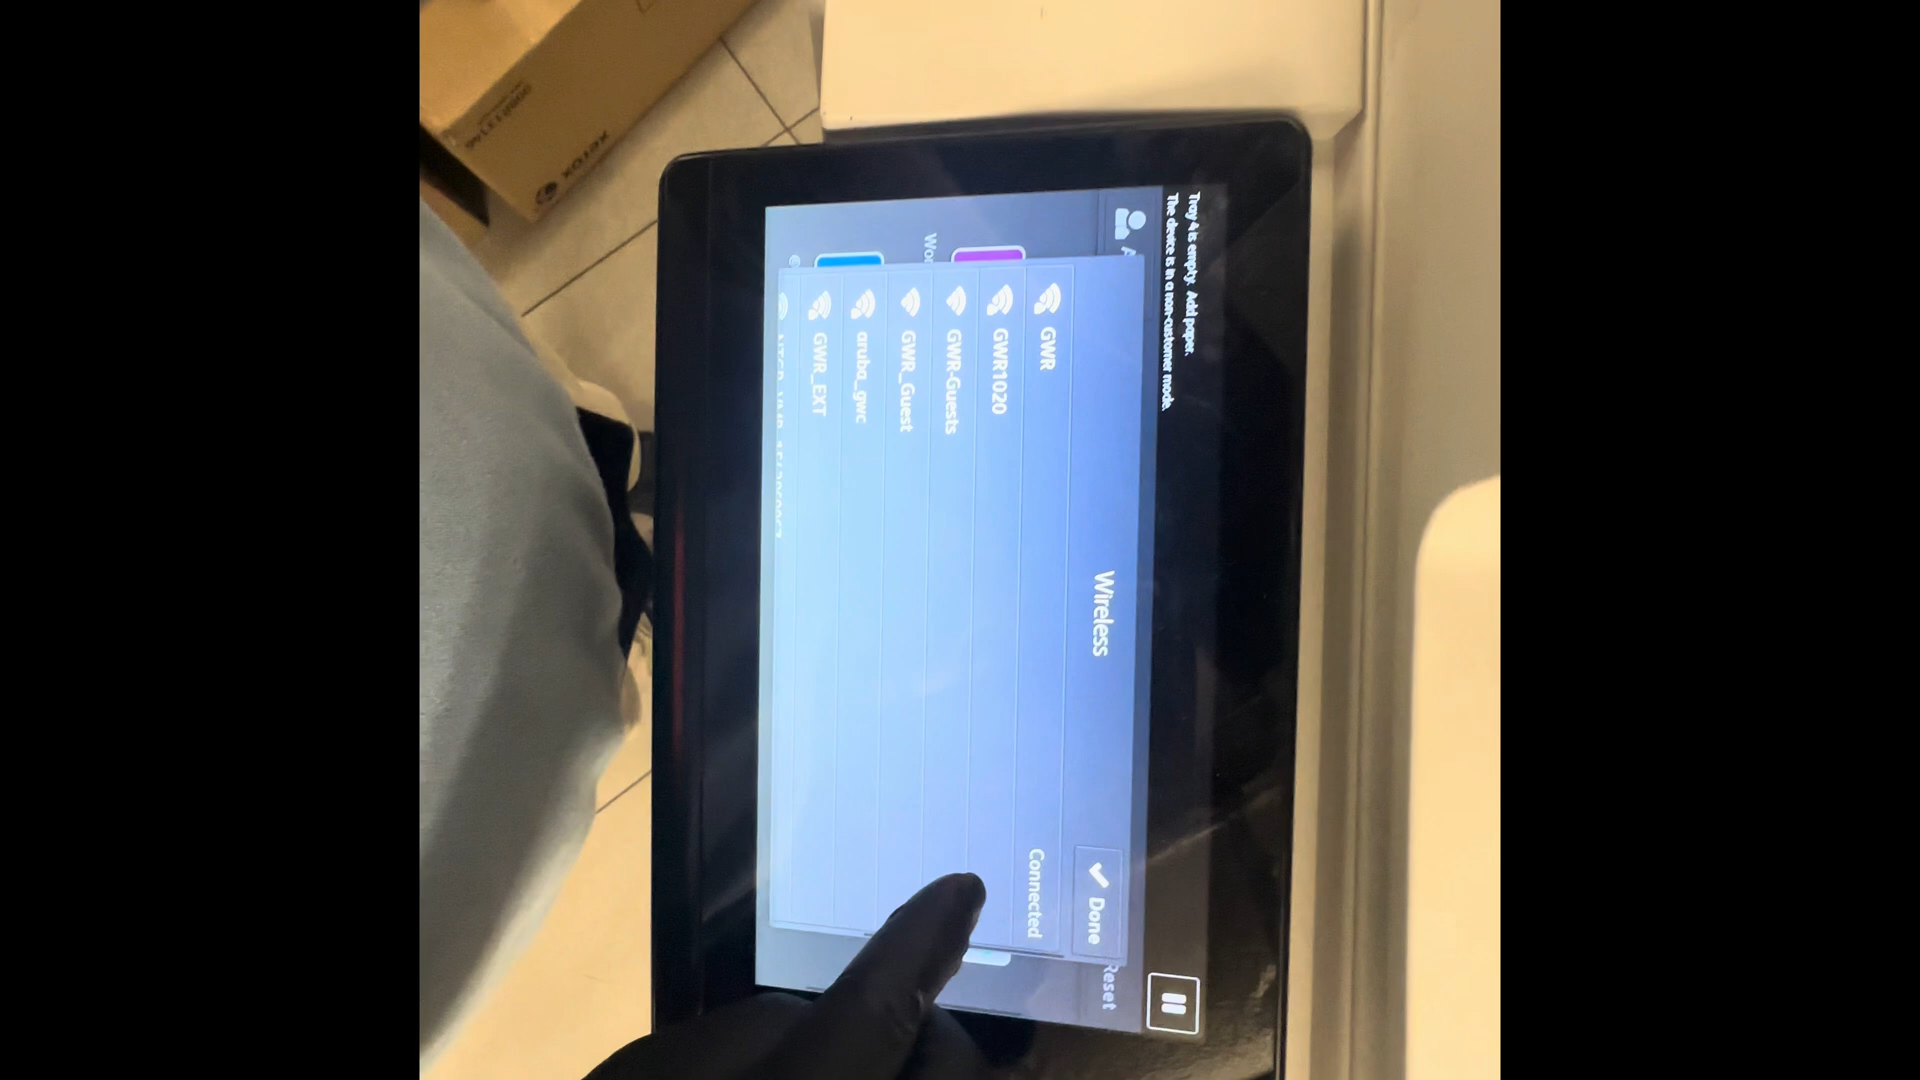 Tray 4 is empty. Add paper.
The device is in a non-customer mode.
Reset
Wireless
Done
GWR
Connected
GWR1020
GWR-Guests
GWR_Guest
aruba_gwc
GWR_EXT
xerox